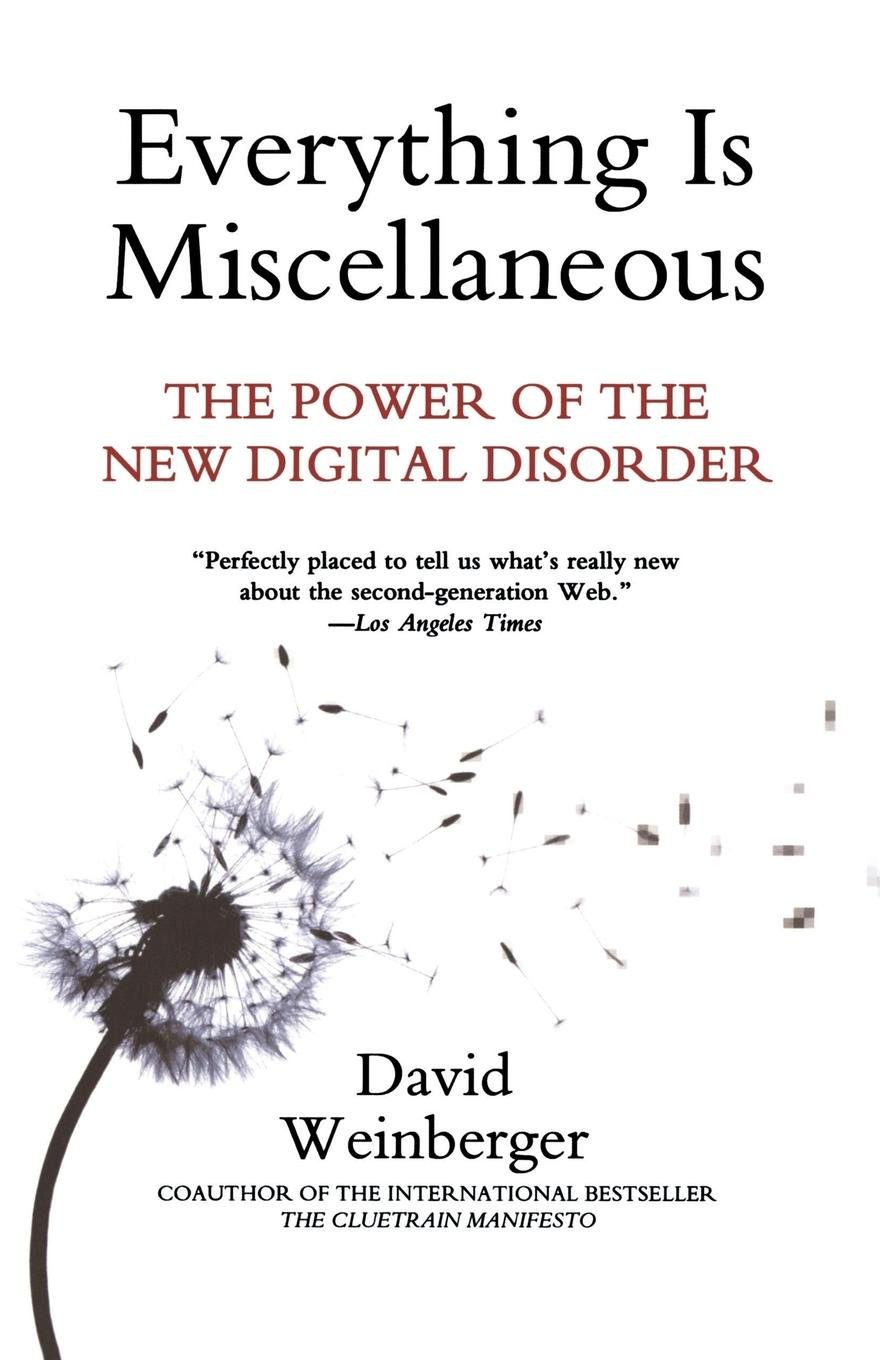 Everything Is
Miscellaneous
THE POWER OF THE
NEW DIGITAL DISORDER
“Perfectly placed to tell us what’s really new
about the second-generation Web.”
—Los Angeles Times
David
Weinberger
COAUTHOR OF THE INTERNATIONAL BESTSELLER
THE CLUETRAIN MANIFESTO